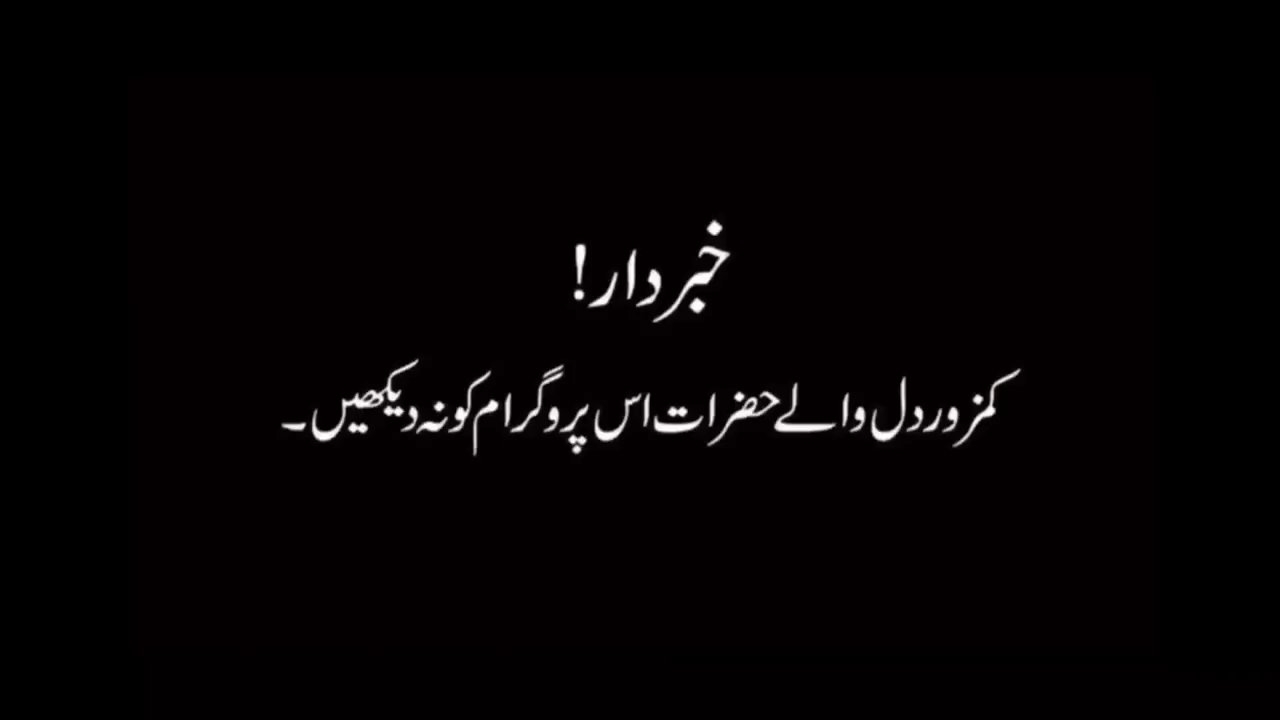 خبردار!
کمزور دل والے حضرات اس پروگرام کو نہ دیکھیں۔